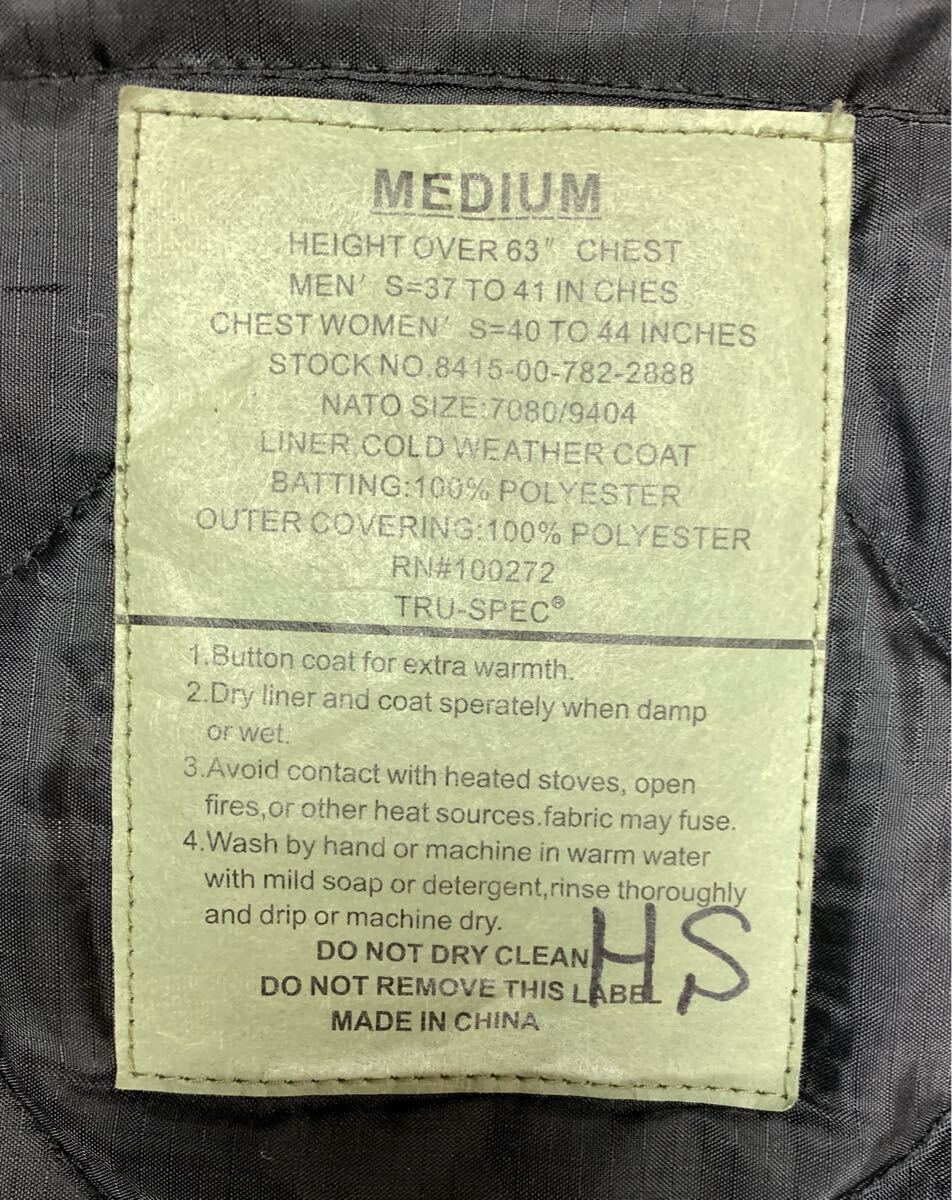 MEDIUM
HEIGHT OVER 63" CHEST
MEN' S=37 TO 41 IN CHES
CHEST WOMEN' S=40 TO 44 INCHES
STOCK NO.8415-00-782-2888
NATO SIZE:7080/9404
LINER,COLD WEATHER COAT
BATTING:100% POLYESTER
OUTER COVERING:100% POLYESTER
RN#100272
TRU-SPEC®
1.Button coat for extra warmth.
2.Dry liner and coat sperately when damp
or wet.
3.Avoid contact with heated stoves, open
fires,or other heat sources.fabric may fuse.
4.Wash by hand or machine in warm water
with mild soap or detergent,rinse thoroughly
and drip or machine dry.
DO NOT DRY CLEAN
HS
DO NOT REMOVE THIS LABEL
MADE IN CHINA